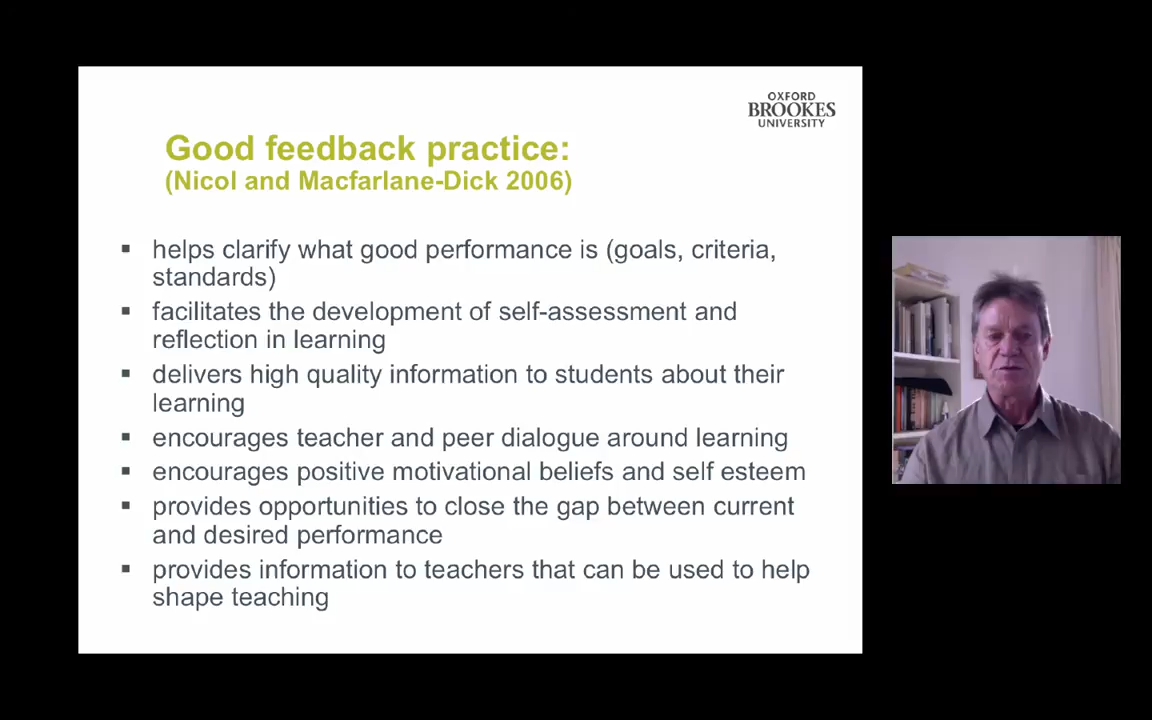 OXFORD
BROOKES
UNIVERSITY
Good feedback practice:
(Nicol and Macfarlane-Dick 2006)
▪ helps clarify what good performance is (goals, criteria,
standards)
▪ facilitates the development of self-assessment and
reflection in learning
▪ delivers high quality information to students about their
learning
▪ encourages teacher and peer dialogue around learning
▪ encourages positive motivational beliefs and self esteem
▪ provides opportunities to close the gap between current
and desired performance
▪ provides information to teachers that can be used to help
shape teaching